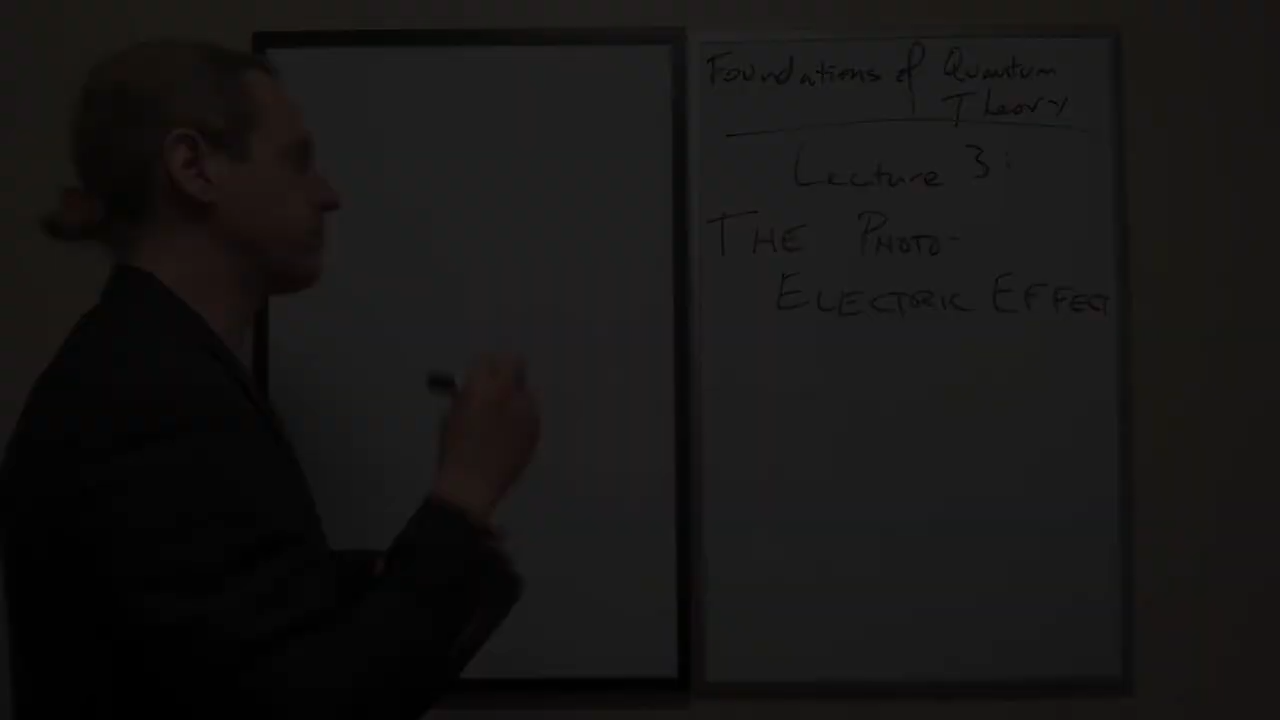 Foundations of Quantum
Theory
Lecture 3:
THE PHOTO-
ELECTRIC EFFECT